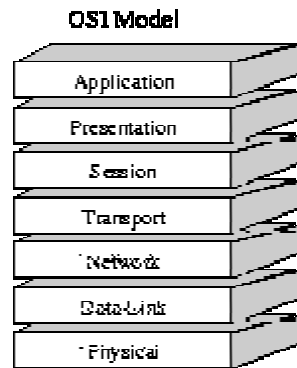 OSI Model
Application
Presentation
Session
Transport
Network
Data-Link
Physical